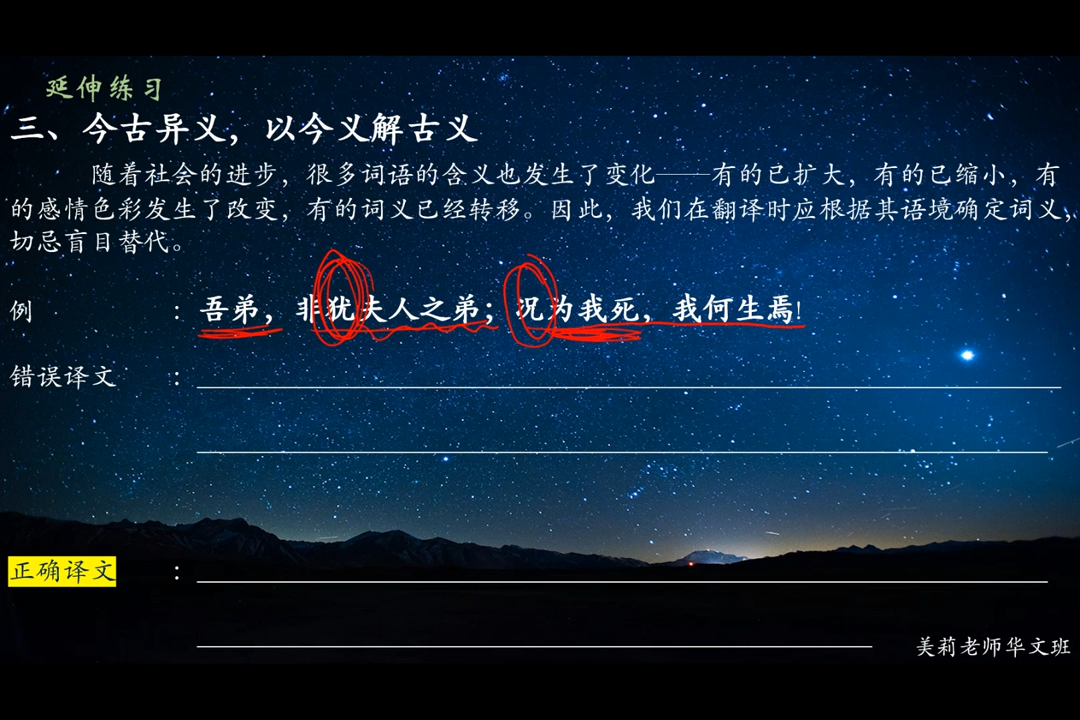 延伸练习
三、今古异义，以今义解古义
随着社会的进步，很多词语的含义也发生了变化——有的已扩大，有的已缩小，有
的感情色彩发生了改变，有的词义已经转移。因此，我们在翻译时应根据其语境确定词义，
切忌盲目替代。
例：吾弟，非犹夫人之弟；况为我死，我何生焉!
错误译文：
正确译文：
美莉老师华文班